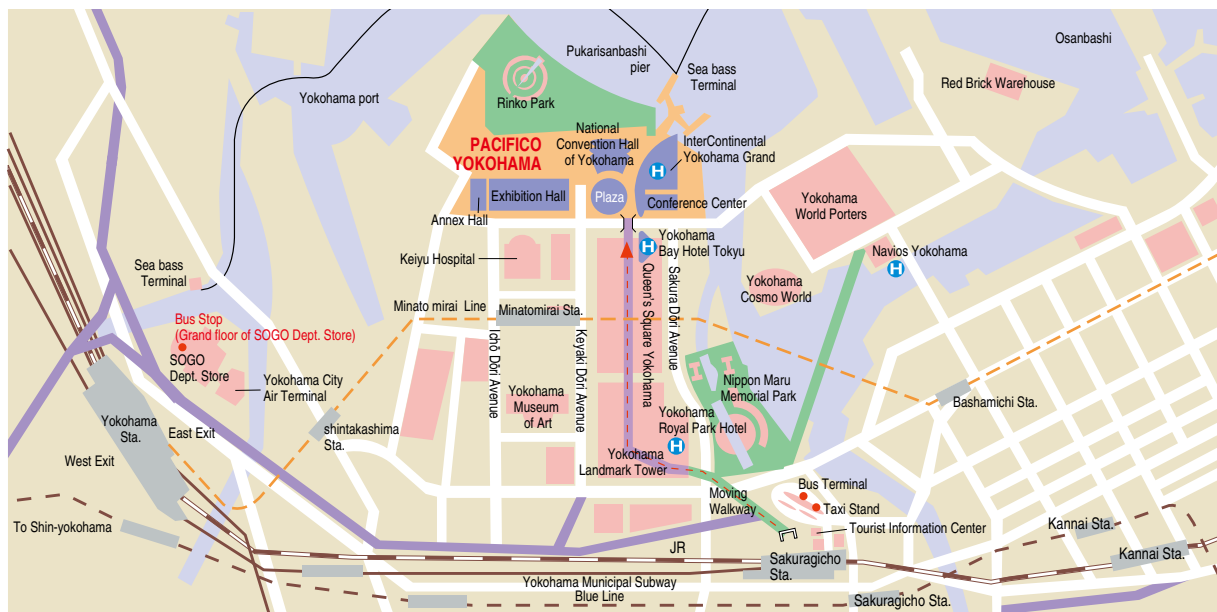 Osanbashi
Pukarisanbashi
pier
Sea bass
Terminal
Red Brick Warehouse
Yokohama port
Rinko Park
PACIFICO
YOKOHAMA
National
Convention Hall
of Yokohama
InterContinental
Yokohama Grand
H
Exhibition Hall
Plaza
Conference Center
Annex Hall
Yokohama
World Porters
Keiyu Hospital
H
Yokohama
Bay Hotel Tokyu
Navios Yokohama
H
Sea bass
Terminal
Yokohama
Cosmo World
Minato mirai Line
Minatomirai Sta.
Bus Stop
(Grand floor of SOGO Dept. Store)
SOGO
Dept. Store
Yokohama City
Air Terminal
Ichō Dōri Avenue
Keyaki Dōri Avenue
Queen's Square Yokohama
Sakura Dōri Avenue
Nippon Maru
Memorial Park
Bashamichi Sta.
Yokohama
Museum
of Art
Yokohama
Royal Park Hotel
H
Yokohama
Sta.
East Exit
West Exit
shintakashima
Sta.
Yokohama
Landmark Tower
Moving
Walkway
Bus Terminal
Taxi Stand
Tourist Information Center
To Shin-yokohama
JR
Sakuragicho
Sta.
Kannai Sta.
Kannai Sta.
Yokohama Municipal Subway
Blue Line
Sakuragicho Sta.